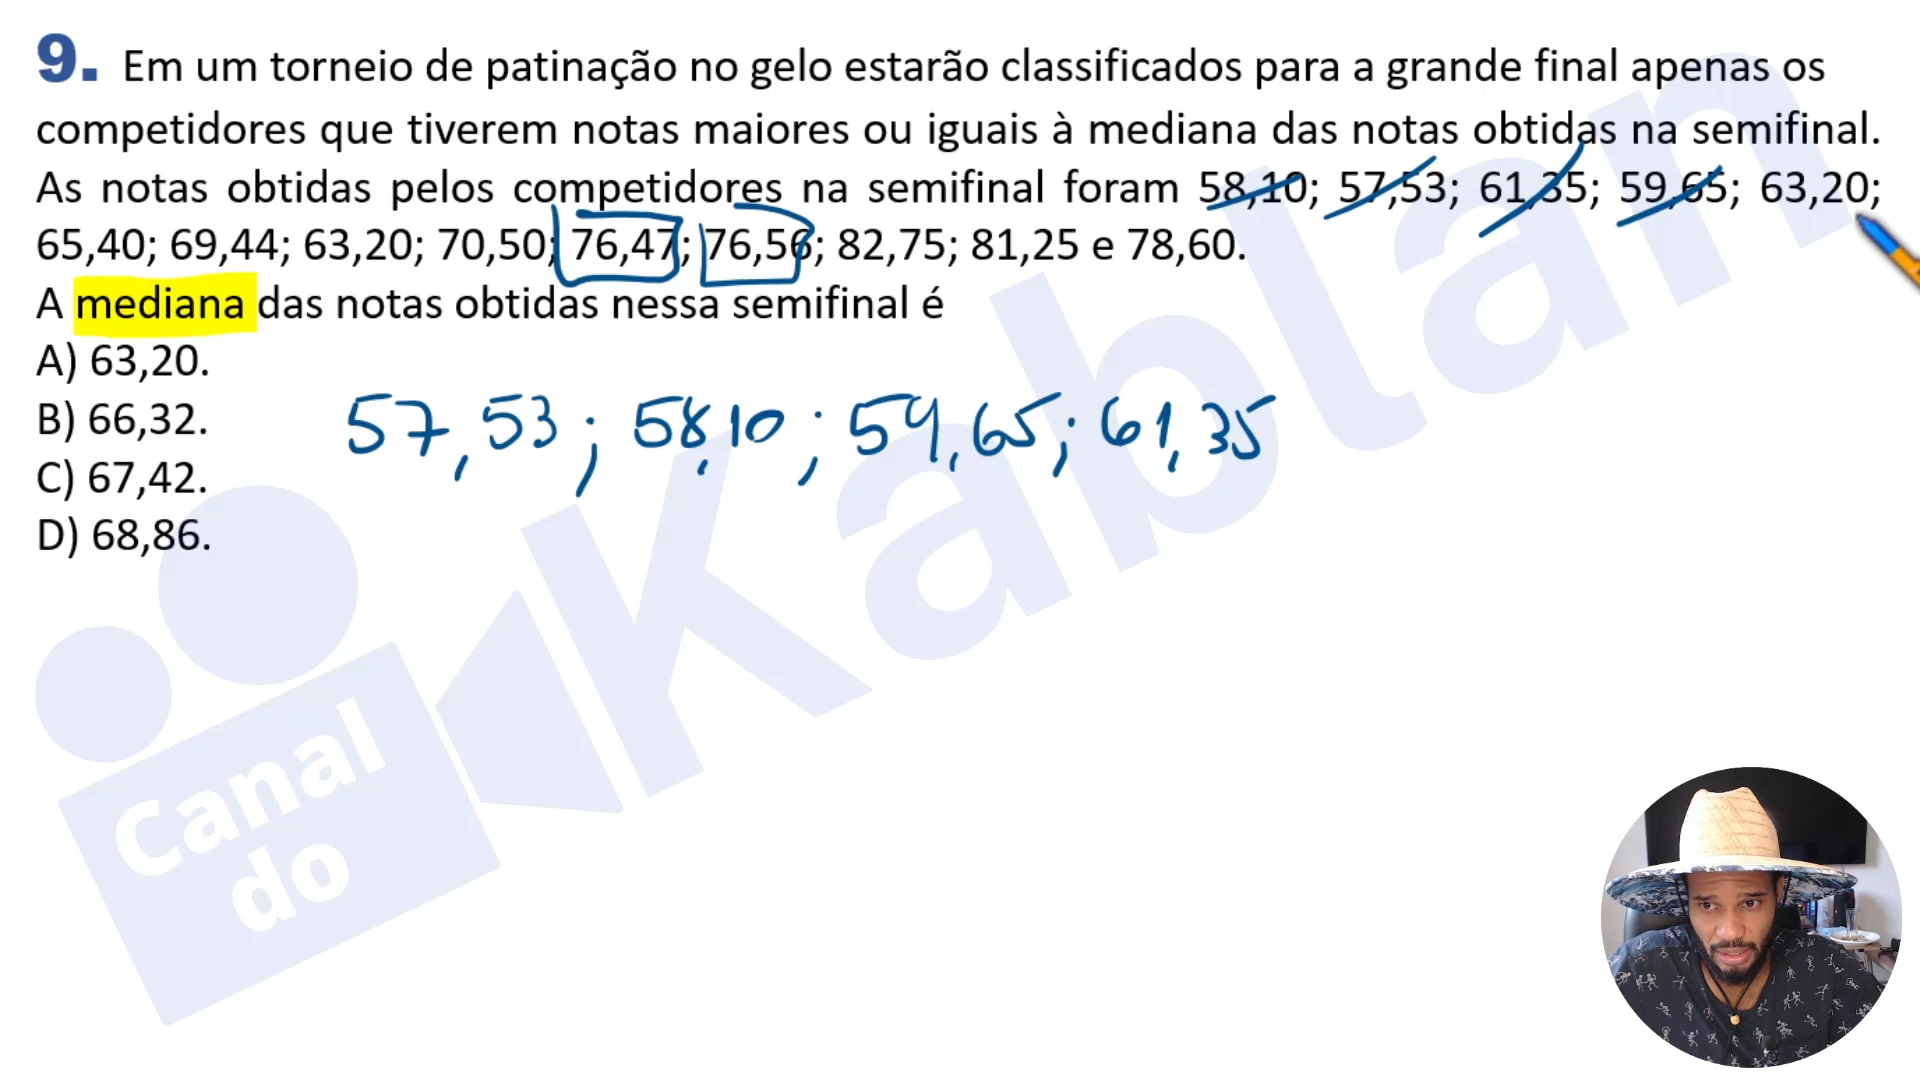 9. Em um torneio de patinação no gelo estarão classificados para a grande final apenas os
competidores que tiverem notas maiores ou iguais à mediana das notas obtidas na semifinal.
As notas obtidas pelos competidores na semifinal foram 58,10; 57,53; 61,35; 59,65; 63,20;
65,40; 69,44; 63,20; 70,50; 76,47; 76,56; 82,75; 81,25 e 78,60.
A mediana das notas obtidas nessa semifinal é
A) 63,20.
B) 66,32.
C) 67,42.
D) 68,86.
57,53; 58,10; 59,65; 61,35
Canal
do
Kablan